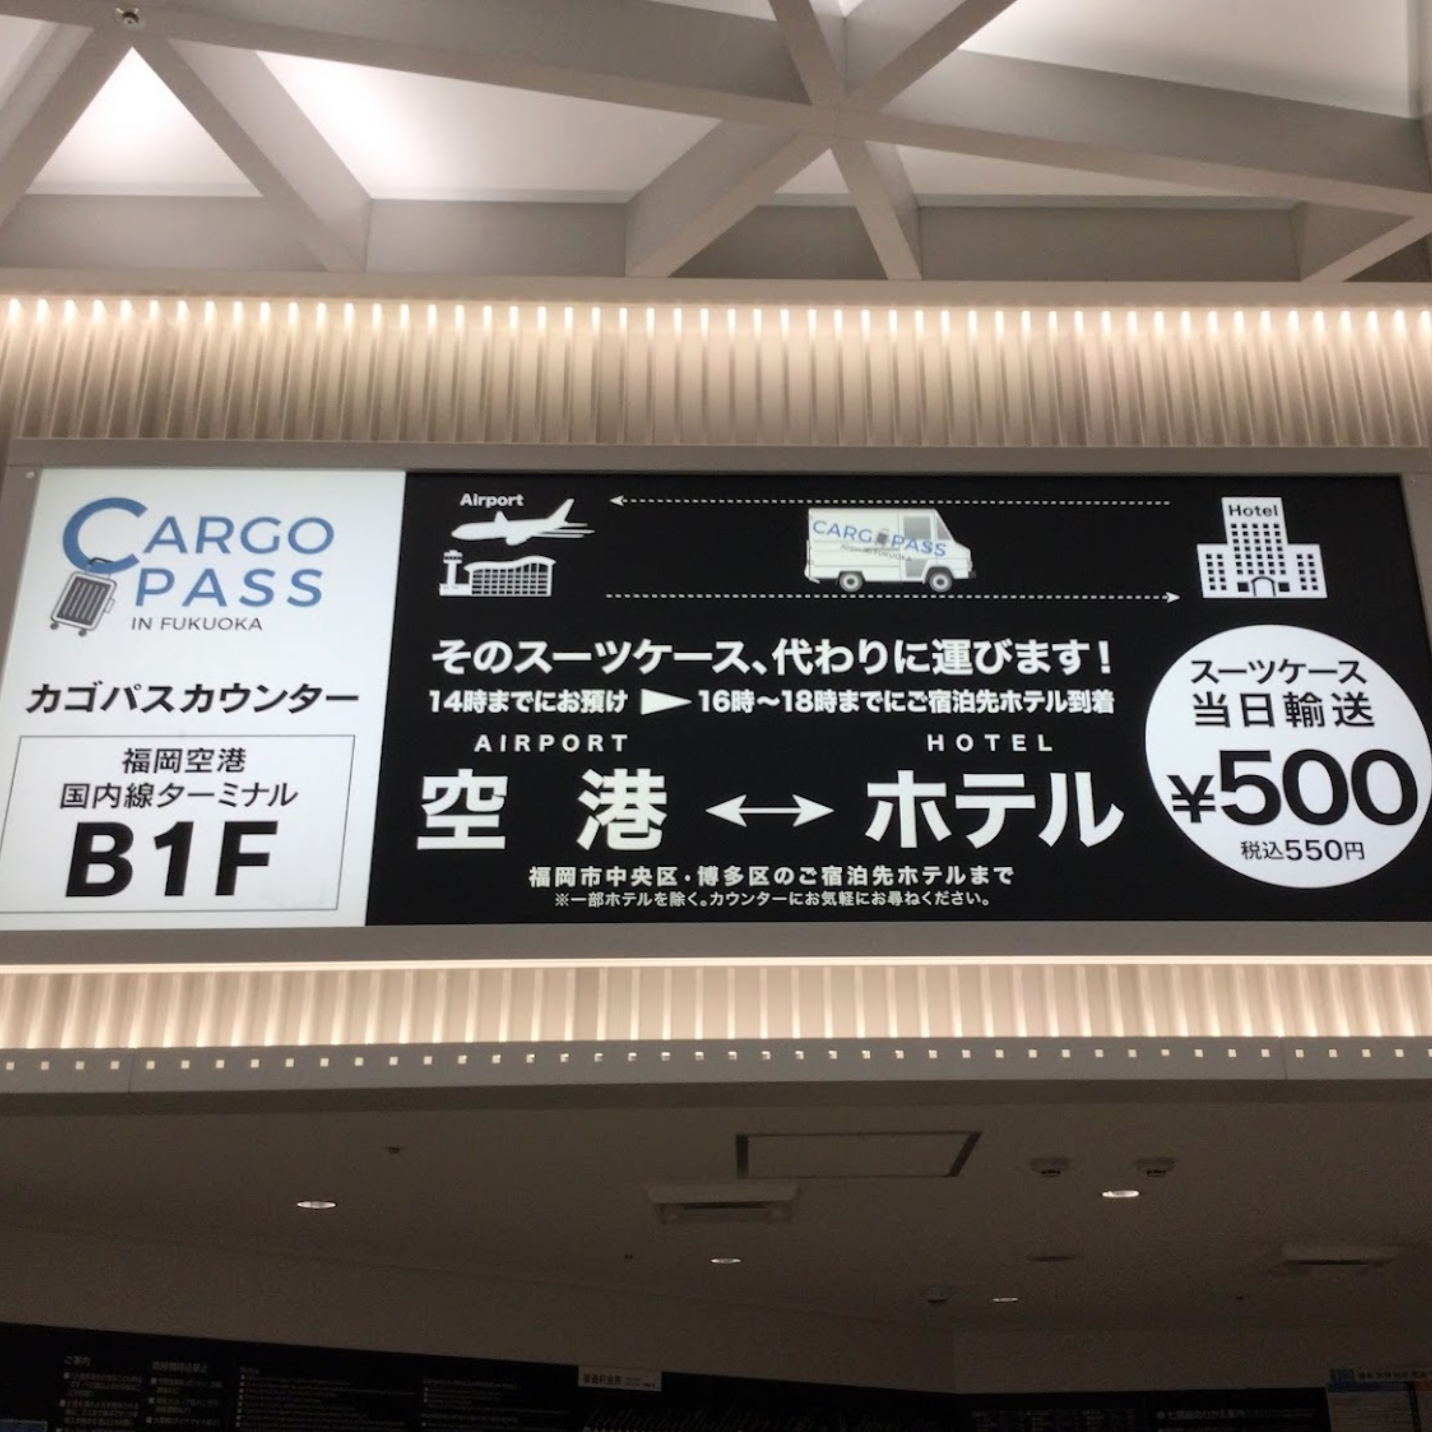 CARGO
PASS
IN FUKUOKA
カゴパスカウンター
福岡空港
国内線ターミナル
B1F
Airport
CARGO PASS
Hotel
そのスーツケース、代わりに運びます!
14時までにお預け ▶ 16時〜18時までにご宿泊先ホテル到着
AIRPORT HOTEL
空港 ↔ ホテル
福岡市中央区・博多区のご宿泊先ホテルまで
※一部ホテルを除く。カウンターにお気軽にお尋ねください。
スーツケース
当日輸送
¥500
税込550円
ご案内